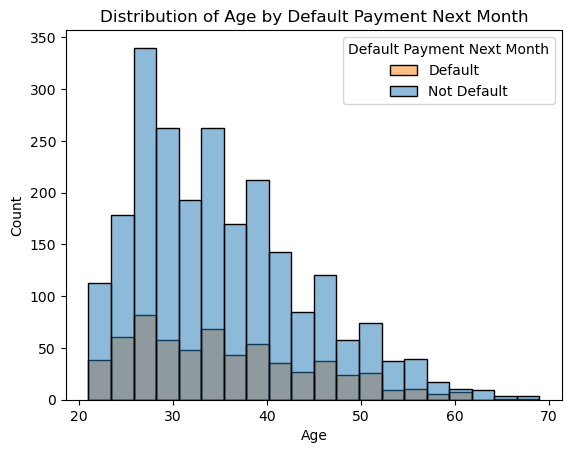 Distribution of Age by Default Payment Next Month
350
300
250
200
150
100
50
0
Count
Default Payment Next Month
Default
Not Default
20 30 40 50 60 70
Age